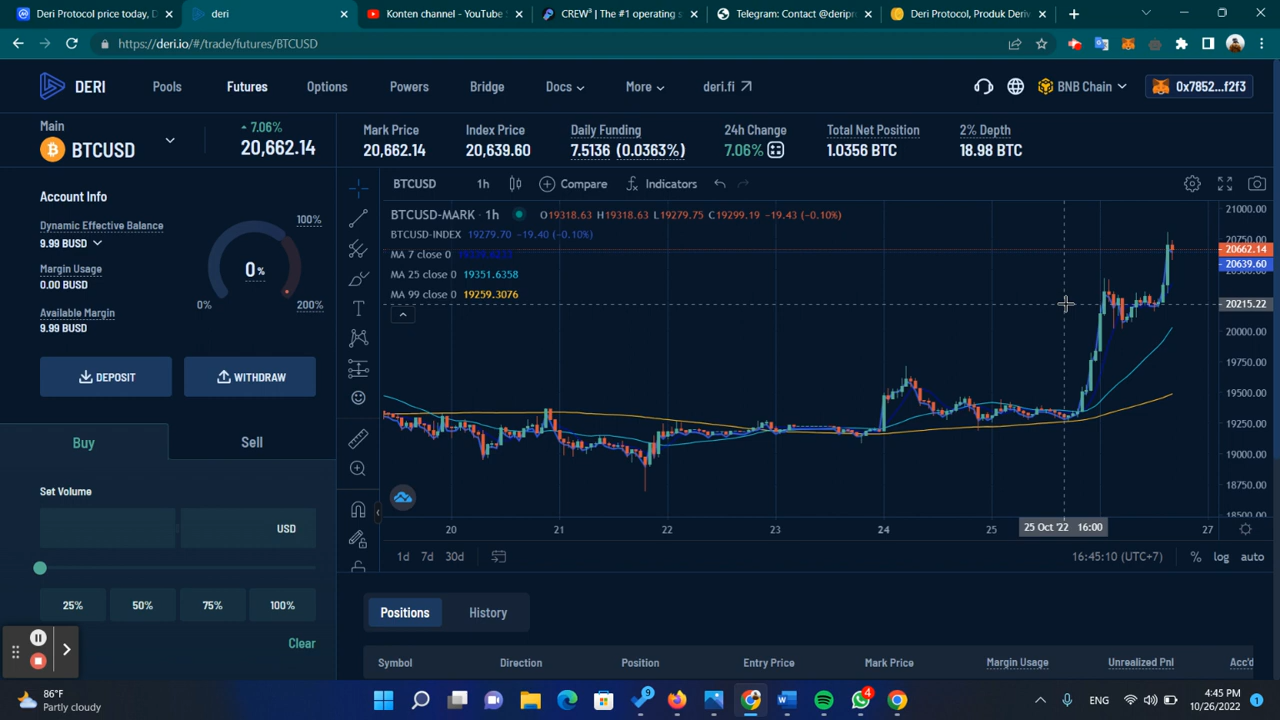 Deri Protocol price today, D
deri
Konten channel - YouTube S
CREW³ | The #1 operating s
Telegram: Contact @deripro
Deri Protocol, Produk Deriv
https://deri.io/#/trade/futures/BTCUSD
DERI
Pools
Futures
Options
Powers
Bridge
Docs
More
deri.fi
BNB Chain
0x7852...f2f3
Main
BTCUSD
7.06%
20,662.14
Mark Price
20,662.14
Index Price
20,639.60
Daily Funding
7.5136 (0.0363%)
24h Change
7.06%
Total Net Position
1.0356 BTC
2% Depth
18.98 BTC
Account Info
Dynamic Effective Balance
9.99 BUSD
Margin Usage
0.00 BUSD
Available Margin
9.99 BUSD
100%
0%
0%
200%
DEPOSIT
WITHDRAW
Buy
Sell
Set Volume
USD
25%
50%
75%
100%
Clear
BTCUSD
1h
Compare
Indicators
BTCUSD-MARK · 1h
O19318.63 H19318.63 L19279.75 C19299.19 -19.43 (-0.10%)
BTCUSD-INDEX 19279.70 -19.40 (-0.10%)
MA 7 close 0
MA 25 close 0 19351.6358
MA 99 close 0 19259.3076
21000.00
20750.00
20662.14
20639.60
20215.22
20000.00
19750.00
19500.00
19250.00
19000.00
18750.00
18500.00
20
21
22
23
24
25
25 Oct '22 16:00
27
1d
7d
30d
16:45:10 (UTC+7)
%
log
auto
Positions
History
Symbol
Direction
Position
Entry Price
Mark Price
Margin Usage
Unrealized Pnl
Acc'd
86°F
Partly cloudy
9
4
ENG
4:45 PM
10/26/2022
1